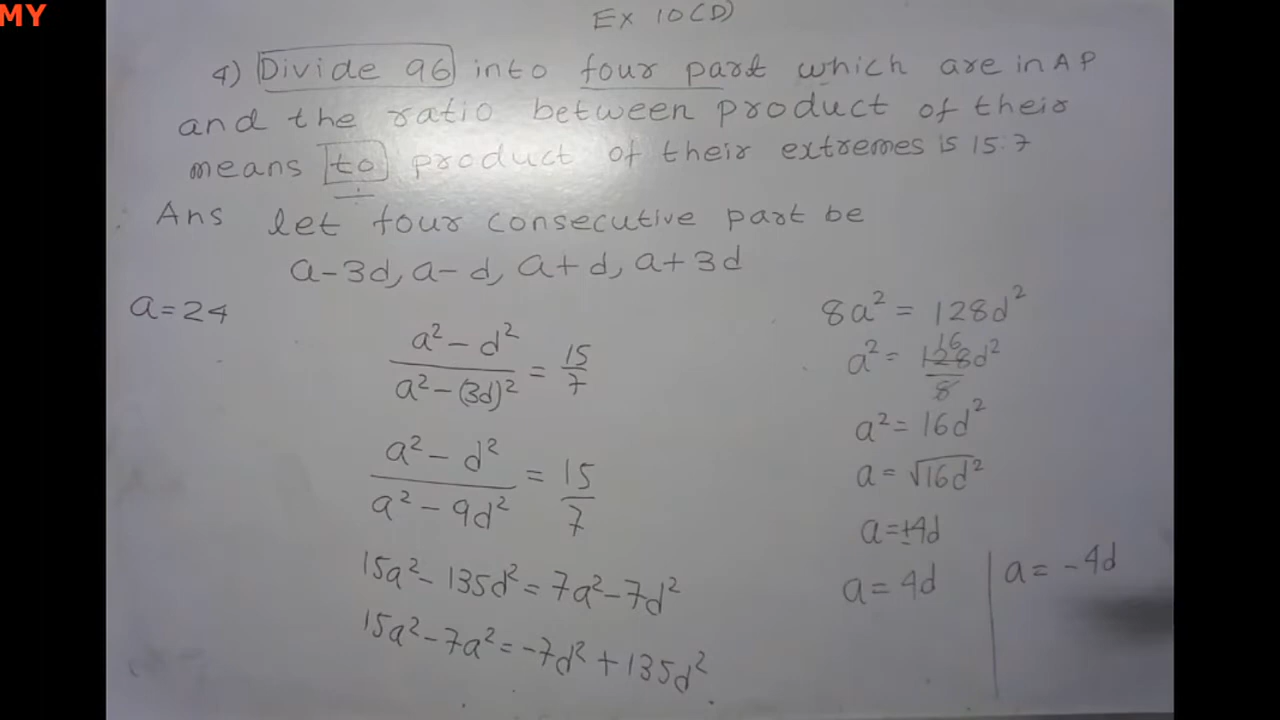 MY
Ex 10(D)
4) Divide 96 into four part which are in AP
and the ratio between product of their
means to product of their extremes is 15:7
Ans let four consecutive part be
a-3d, a-d, a+d, a+3d
a=24
a² - d² / a² - (3d)² = 15/7
a² - d² / a² - 9d² = 15/7
15a² - 135d² = 7a² - 7d²
15a² - 7a² = -7d² + 135d²
8a² = 128d²
a² = 128d² / 8 16
a² = 16d²
a = √16d²
a = ±4d
a = 4d | a = -4d